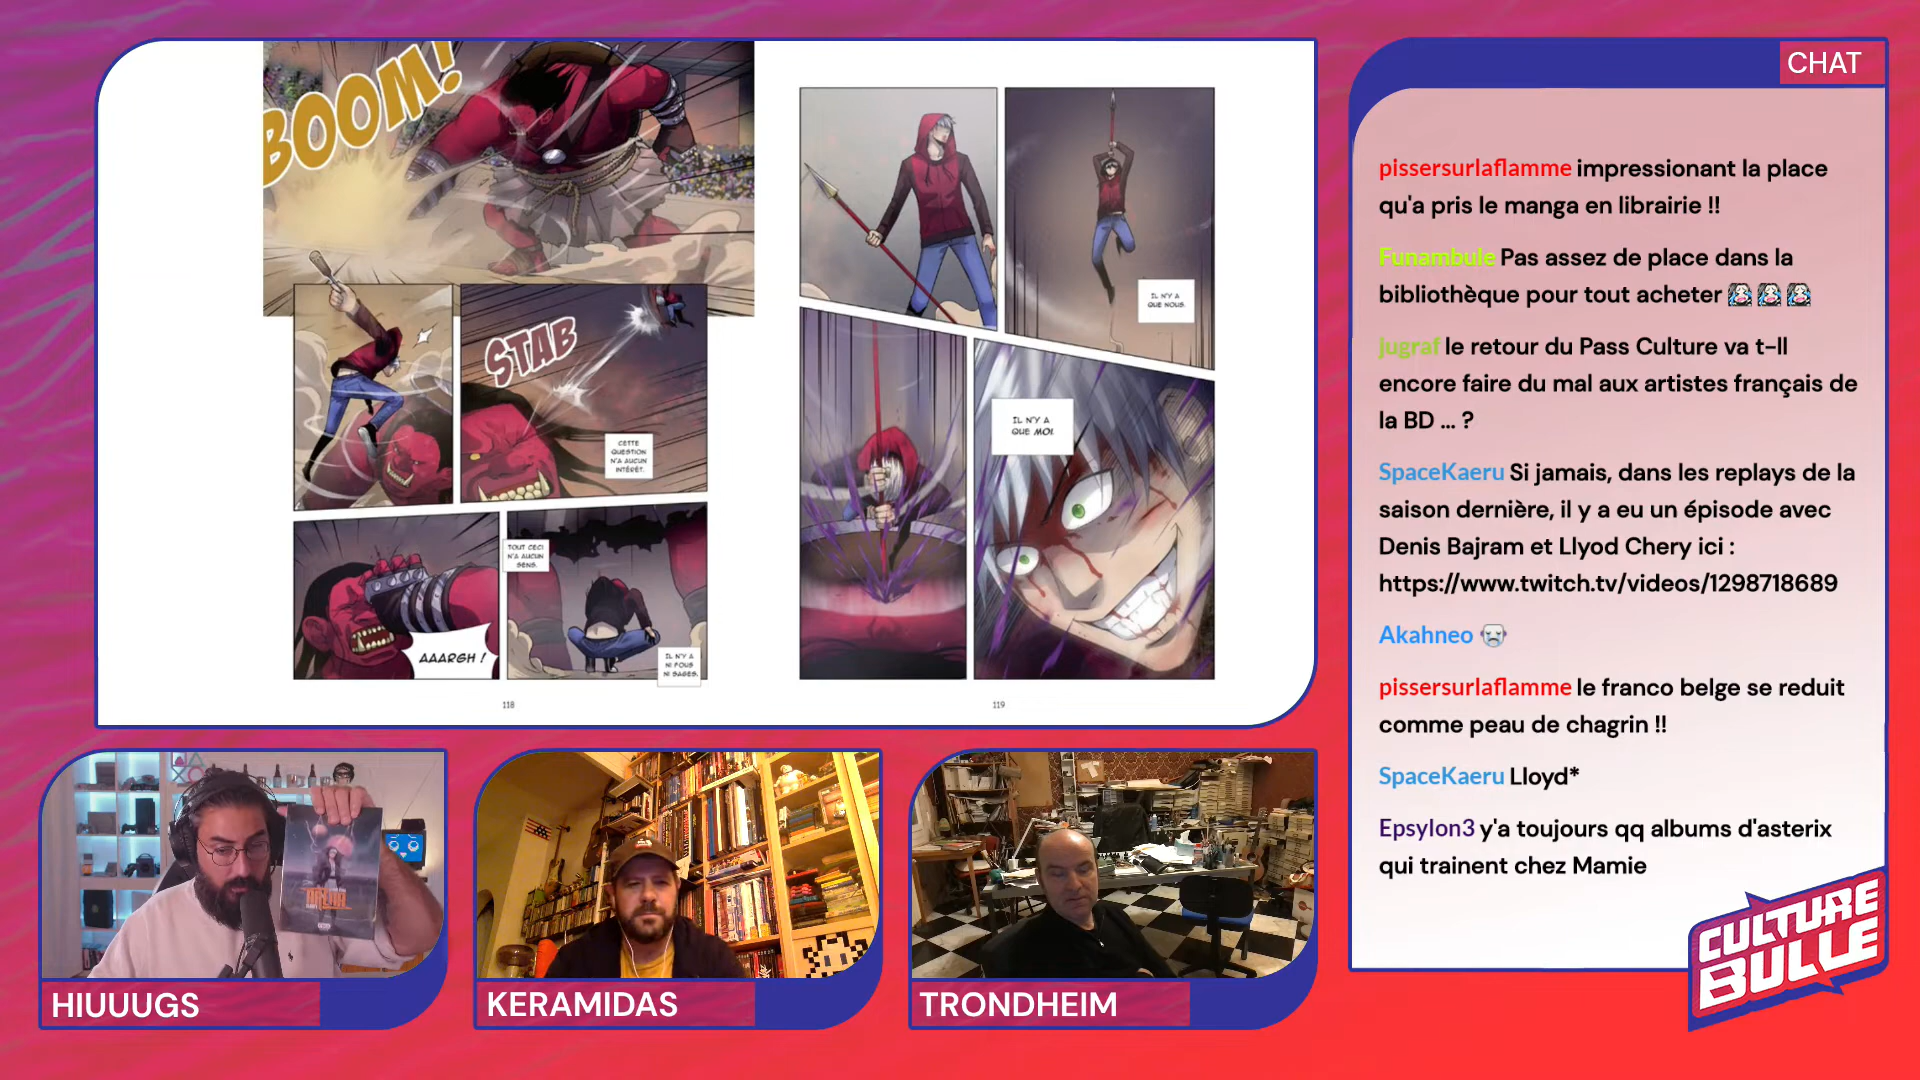 BOOM!
STAB
CETTE
QUESTION
N'A AUCUN
INTÉRÊT.
AAARGH !
TOUT CECI
N'A AUCUN
SENS.
IL N'Y A
NI FOUS
NI SAGES.
118
IL N'Y A
QUE NOUS.
IL N'Y A
QUE MOI.
119
HIUUUGS
KERAMIDAS
TRONDHEIM
CHAT
pissersurlaflamme impressionant la place
qu'a pris le manga en librairie !!
Funambule Pas assez de place dans la
bibliothèque pour tout acheter
jugraf le retour du Pass Culture va t-Il
encore faire du mal aux artistes français de
la BD ... ?
SpaceKaeru Si jamais, dans les replays de la
saison dernière, il y a eu un épisode avec
Denis Bajram et Llyod Chery ici :
https://www.twitch.tv/videos/1298718689
Akahneo
pissersurlaflamme le franco belge se reduit
comme peau de chagrin !!
SpaceKaeru Lloyd*
Epsylon3 y'a toujours qq albums d'asterix
qui trainent chez Mamie
CULTURE
BULLE